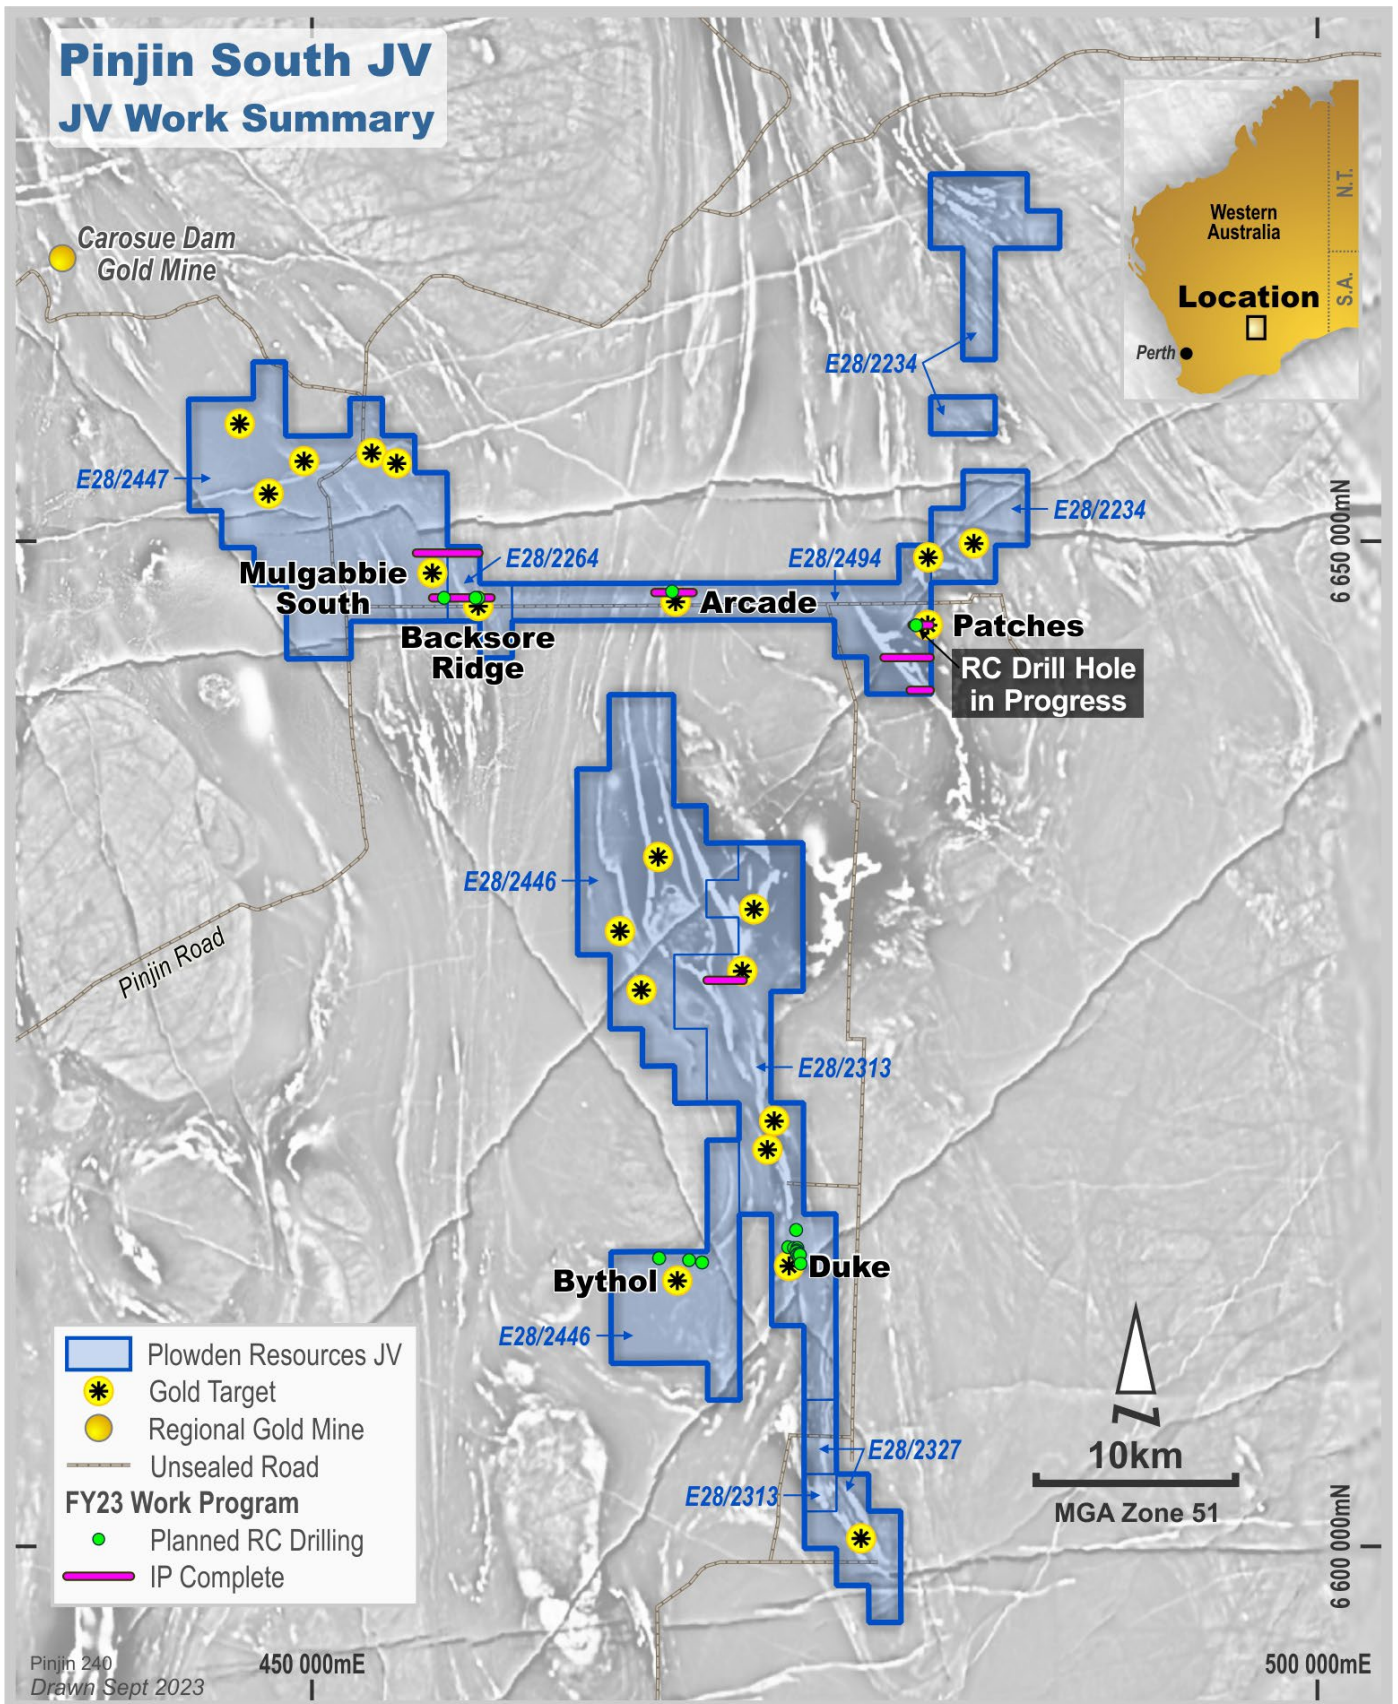 Pinjin South JV
JV Work Summary
Carosue Dam
Gold Mine
Western
Australia
N.T.
S.A.
Location
Perth
E28/2234
E28/2447
E28/2234
6 650 000mN
E28/2264
E28/2494
Mulgabbie
South
Arcade
Backsore
Ridge
Patches
RC Drill Hole
in Progress
E28/2446
Pinjin Road
E28/2313
Bythol
Duke
E28/2446
Plowden Resources JV
Gold Target
Regional Gold Mine
Unsealed Road
FY23 Work Program
Planned RC Drilling
IP Complete
E28/2327
E28/2313
N
10km
MGA Zone 51
6 600 000mN
Pinjin 240
Drawn Sept 2023
450 000mE
500 000mE